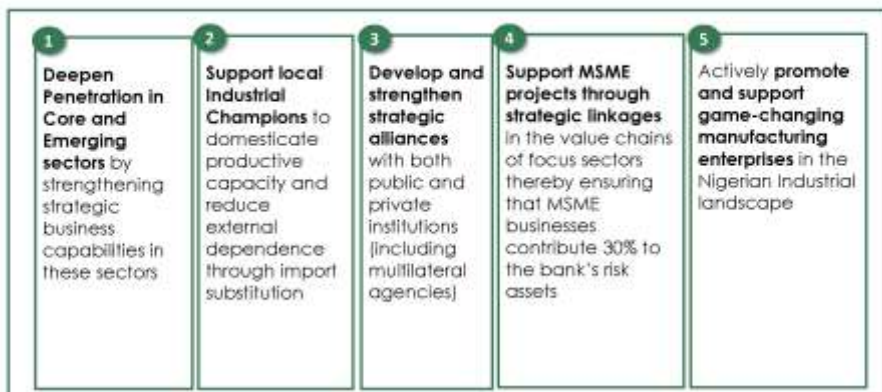 1
Deepen
Penetration in
Core and
Emerging
sectors by
strengthening
strategic
business
capabilities in
these sectors
2
Support local
Industrial
Champions to
domesticate
productive
capacity and
reduce
external
dependence
through import
substitution
3
Develop and
strengthen
strategic
alliances
with both
public and
private
institutions
(including
multilateral
agencies)
4
Support MSME
projects through
strategic linkages
in the value chains
of focus sectors
thereby ensuring
that MSME
businesses
contribute 30% to
the bank's risk
assets
5
Actively promote
and support
game-changing
manufacturing
enterprises in the
Nigerian Industrial
landscape